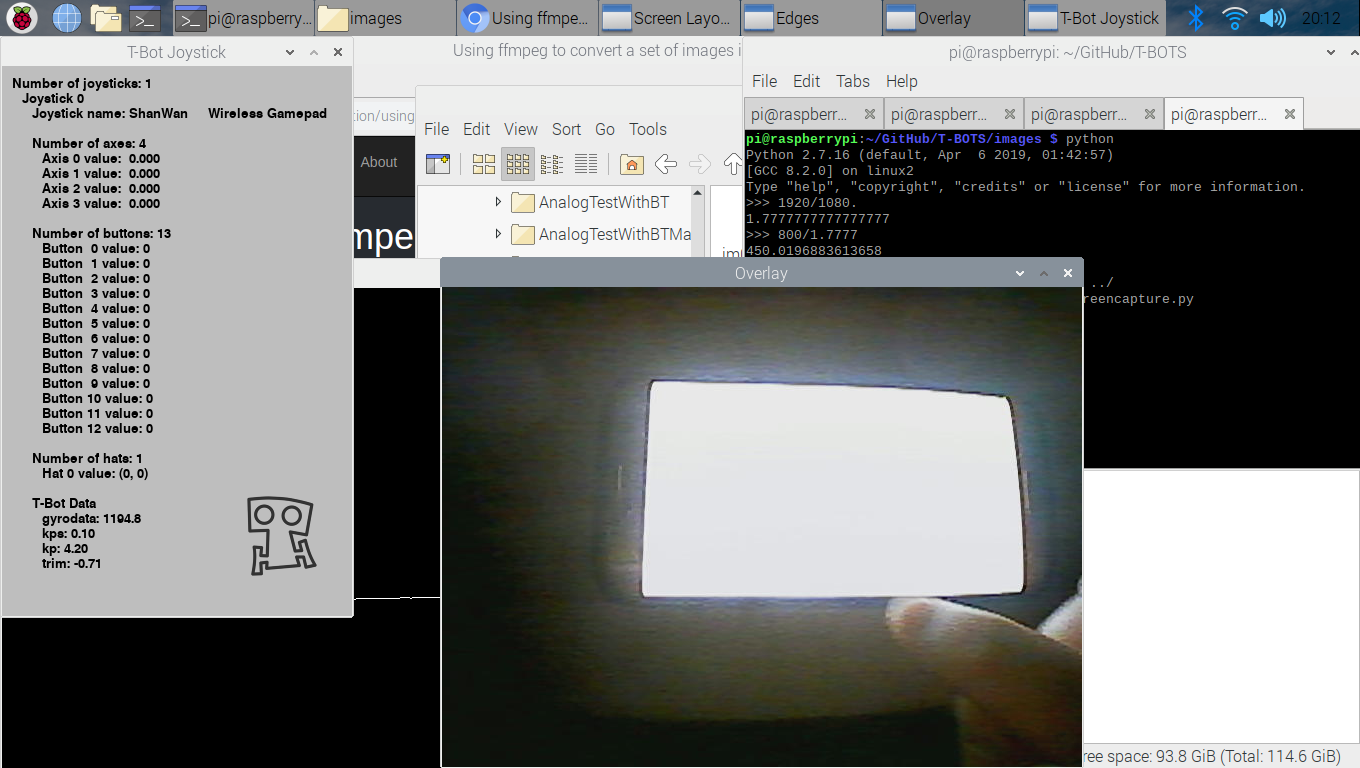 pi@raspberry...
images
Using ffmpe...
Screen Layo...
Edges
Overlay
T-Bot Joystick
20:12
T-Bot Joystick
Number of joysticks: 1
Joystick 0
Joystick name: ShanWan Wireless Gamepad
Number of axes: 4
Axis 0 value: 0.000
Axis 1 value: 0.000
Axis 2 value: 0.000
Axis 3 value: 0.000
Number of buttons: 13
Button 0 value: 0
Button 1 value: 0
Button 2 value: 0
Button 3 value: 0
Button 4 value: 0
Button 5 value: 0
Button 6 value: 0
Button 7 value: 0
Button 8 value: 0
Button 9 value: 0
Button 10 value: 0
Button 11 value: 0
Button 12 value: 0
Number of hats: 1
Hat 0 value: (0, 0)
T-Bot Data
gyrodata: 1194.8
kps: 0.10
kp: 4.20
trim: -0.71
Using ffmpeg to convert a set of images i
ion/using
About
mpe
File Edit View Sort Go Tools
AnalogTestWithBT
AnalogTestWithBTMa
im
pi@raspberrypi: ~/GitHub/T-BOTS
File Edit Tabs Help
pi@raspberr...
pi@raspberr...
pi@raspberr...
pi@raspberr...
pi@raspberrypi:~/GitHub/T-BOTS/images $ python
Python 2.7.16 (default, Apr 6 2019, 01:42:57)
[GCC 8.2.0] on linux2
Type "help", "copyright", "credits" or "license" for more information.
>>> 1920/1080.
1.7777777777777777
>>> 800/1.7777
450.0196883613658
../
reencapture.py
Overlay
ree space: 93.8 GiB (Total: 114.6 GiB)